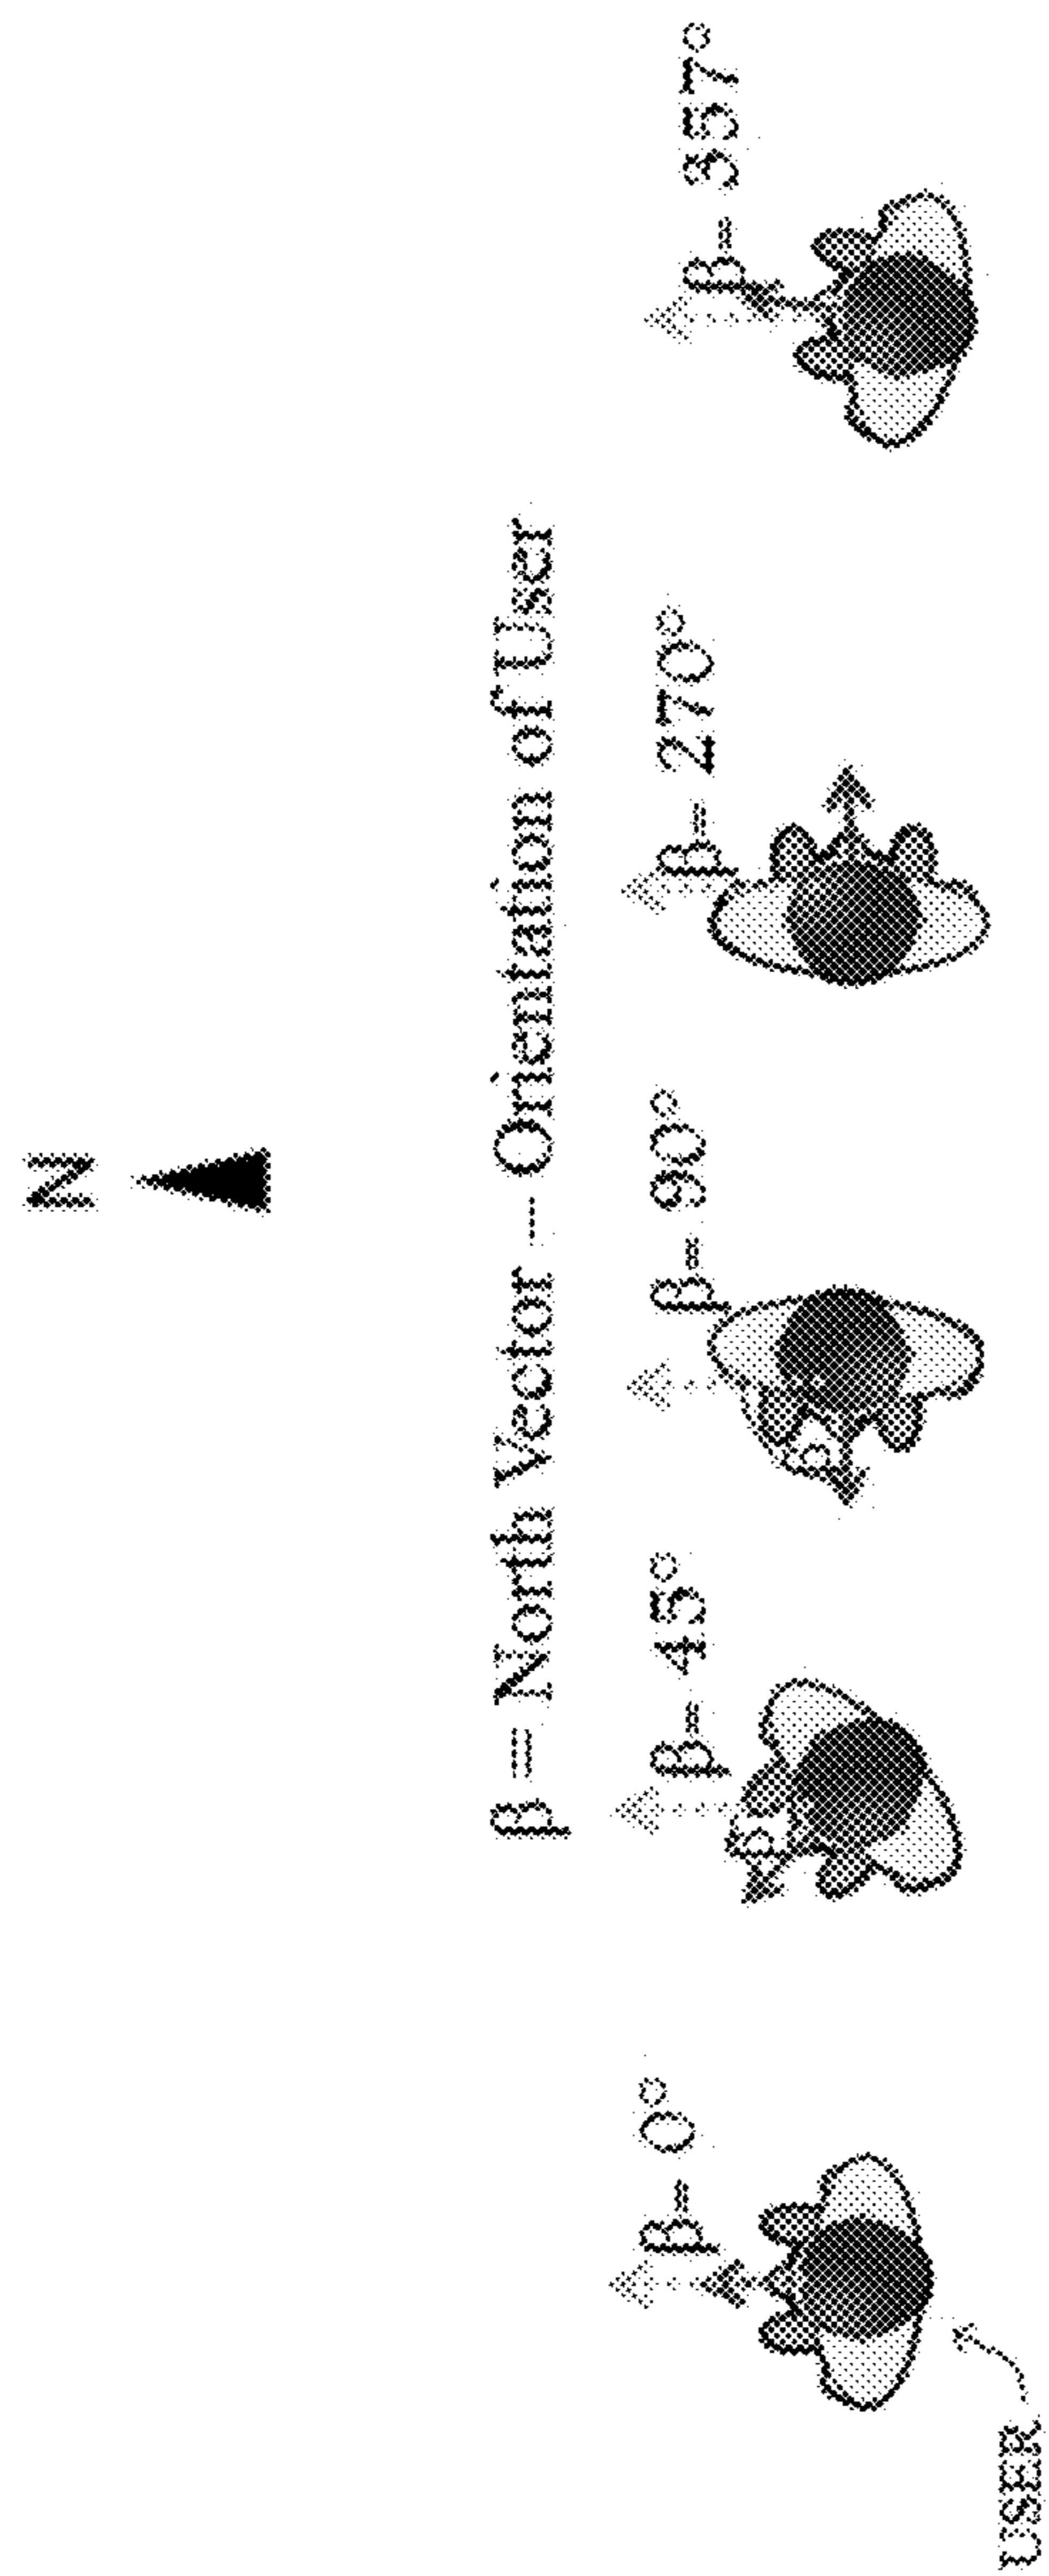 N
β = North Vector – Orientation of User
β= 0°
β= 45°
β= 90°
β= 270°
β= 357°
β
β
USER